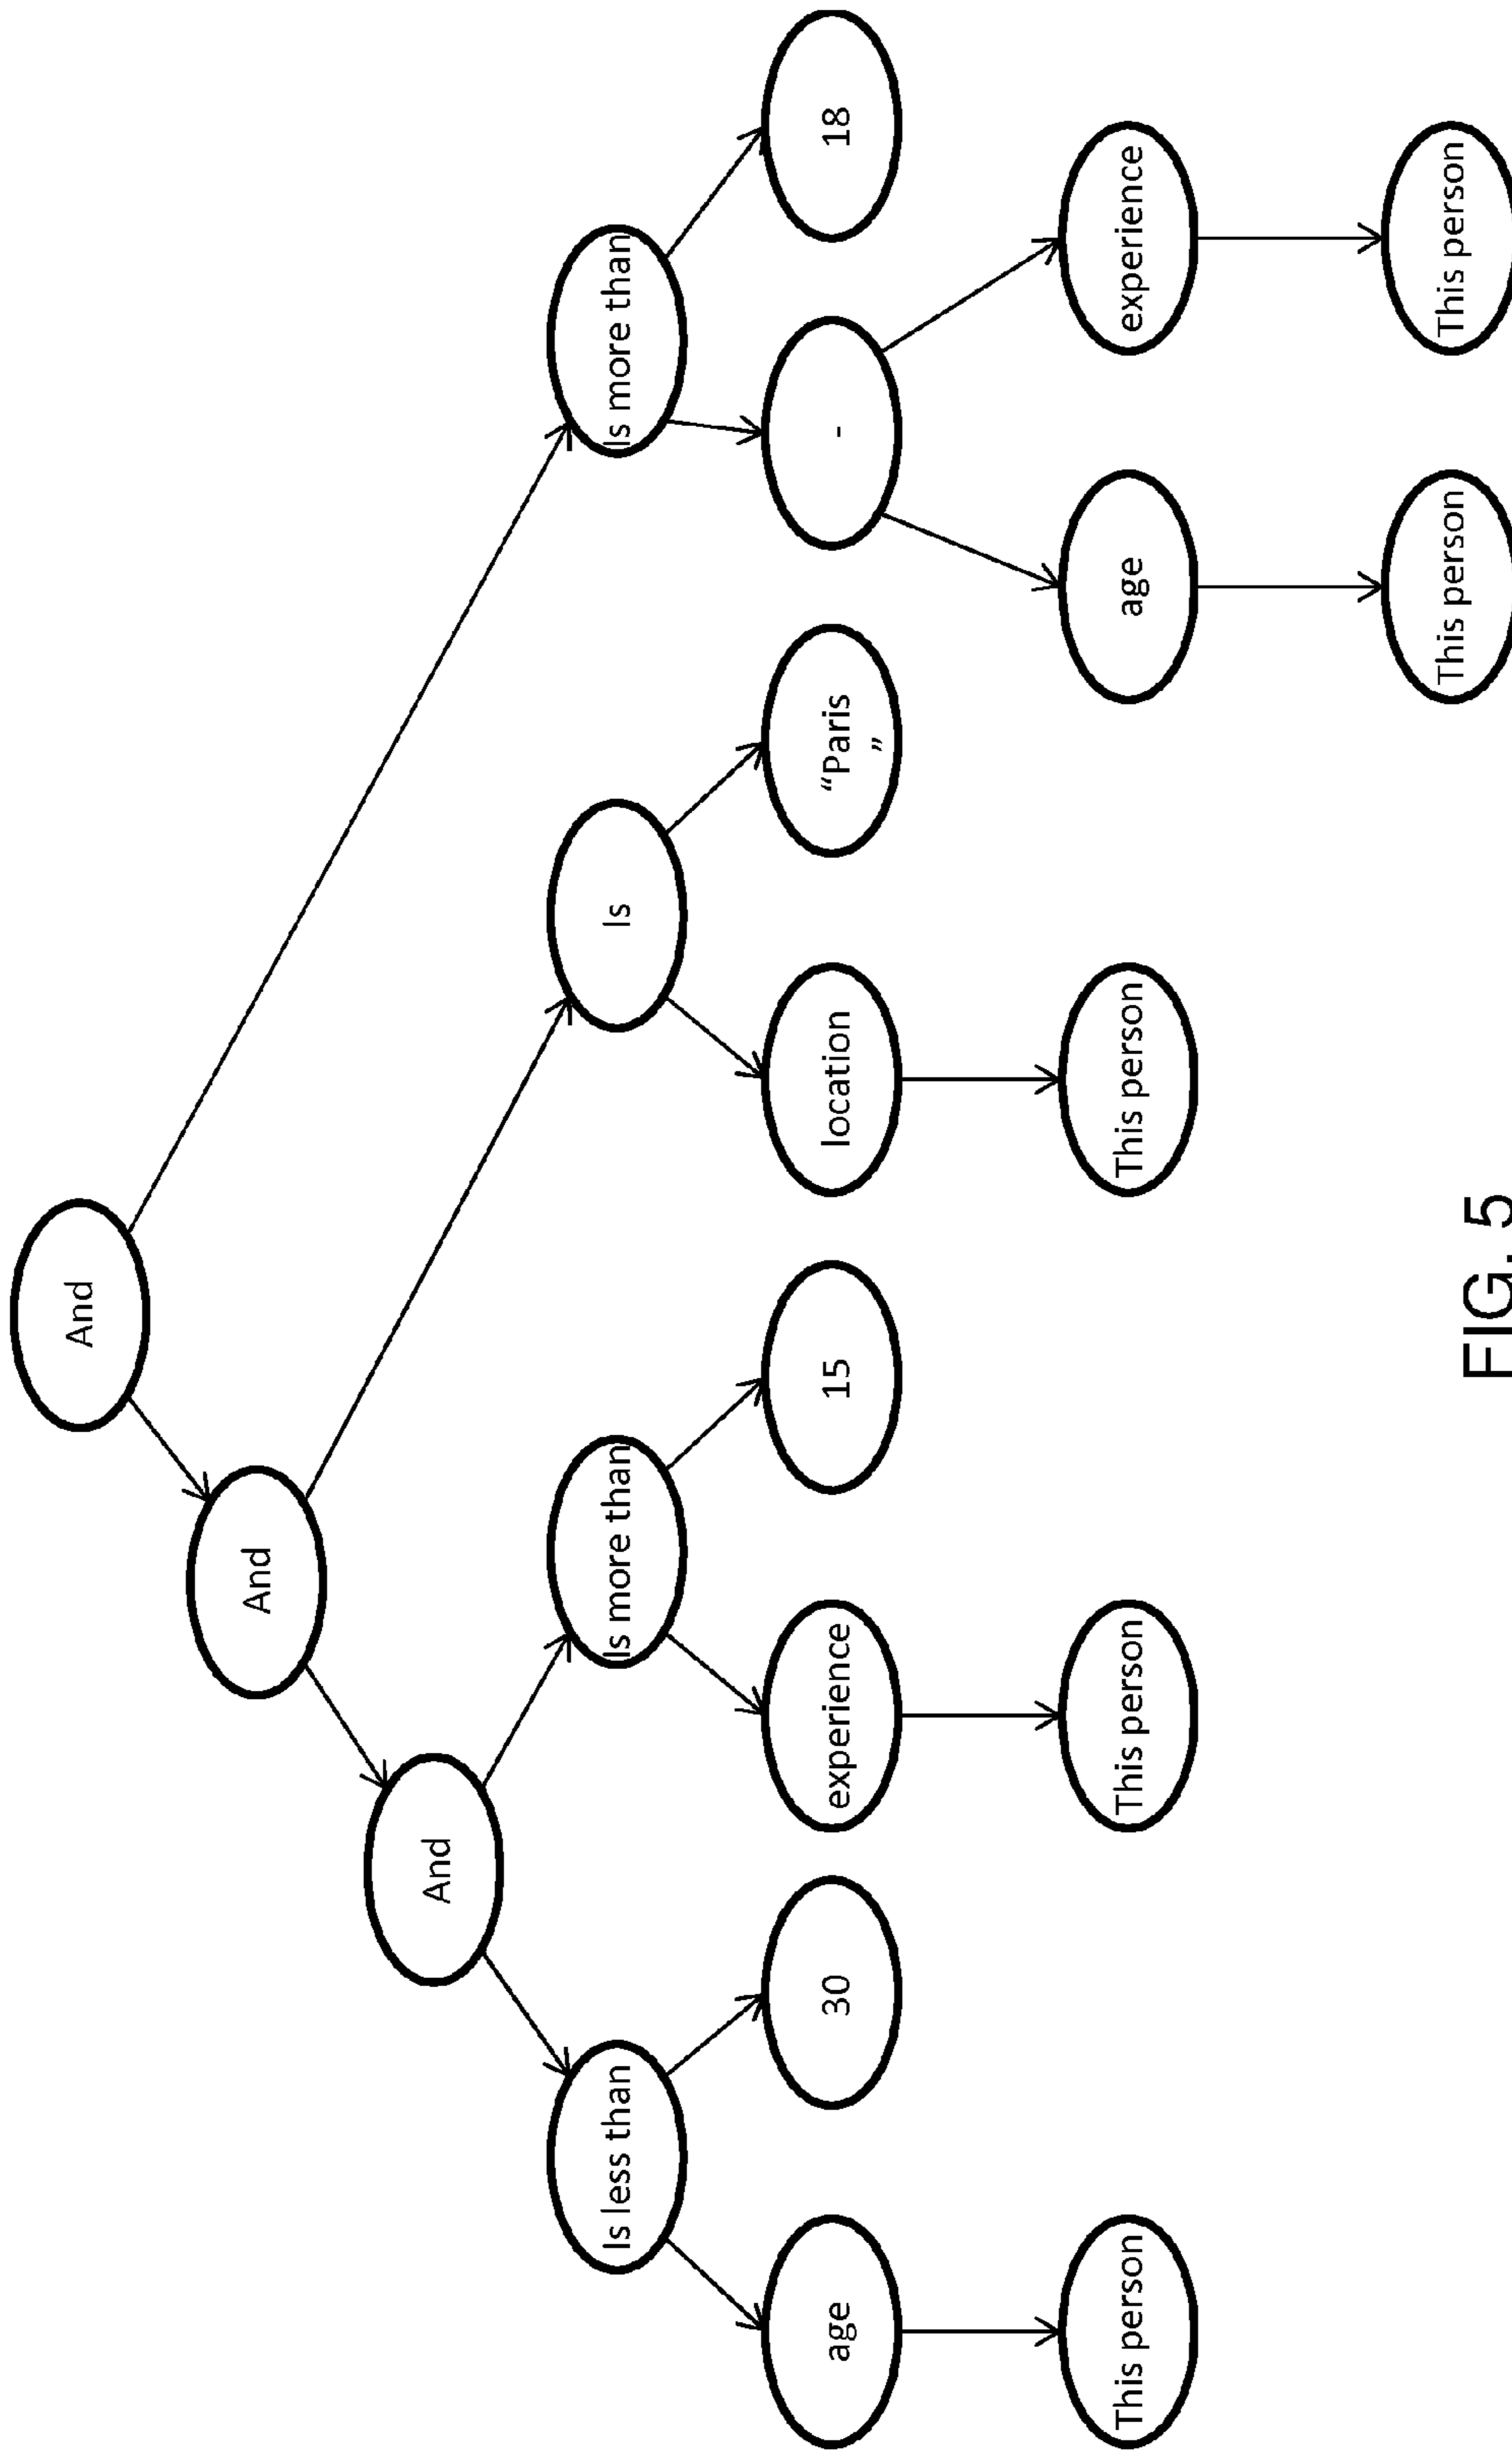 And
And
And
Is less than
Is more than
Is
Is more than
age
30
experience
15
location
“Paris
”
-
18
This person
This person
This person
age
experience
This person
This person
FIG. 5